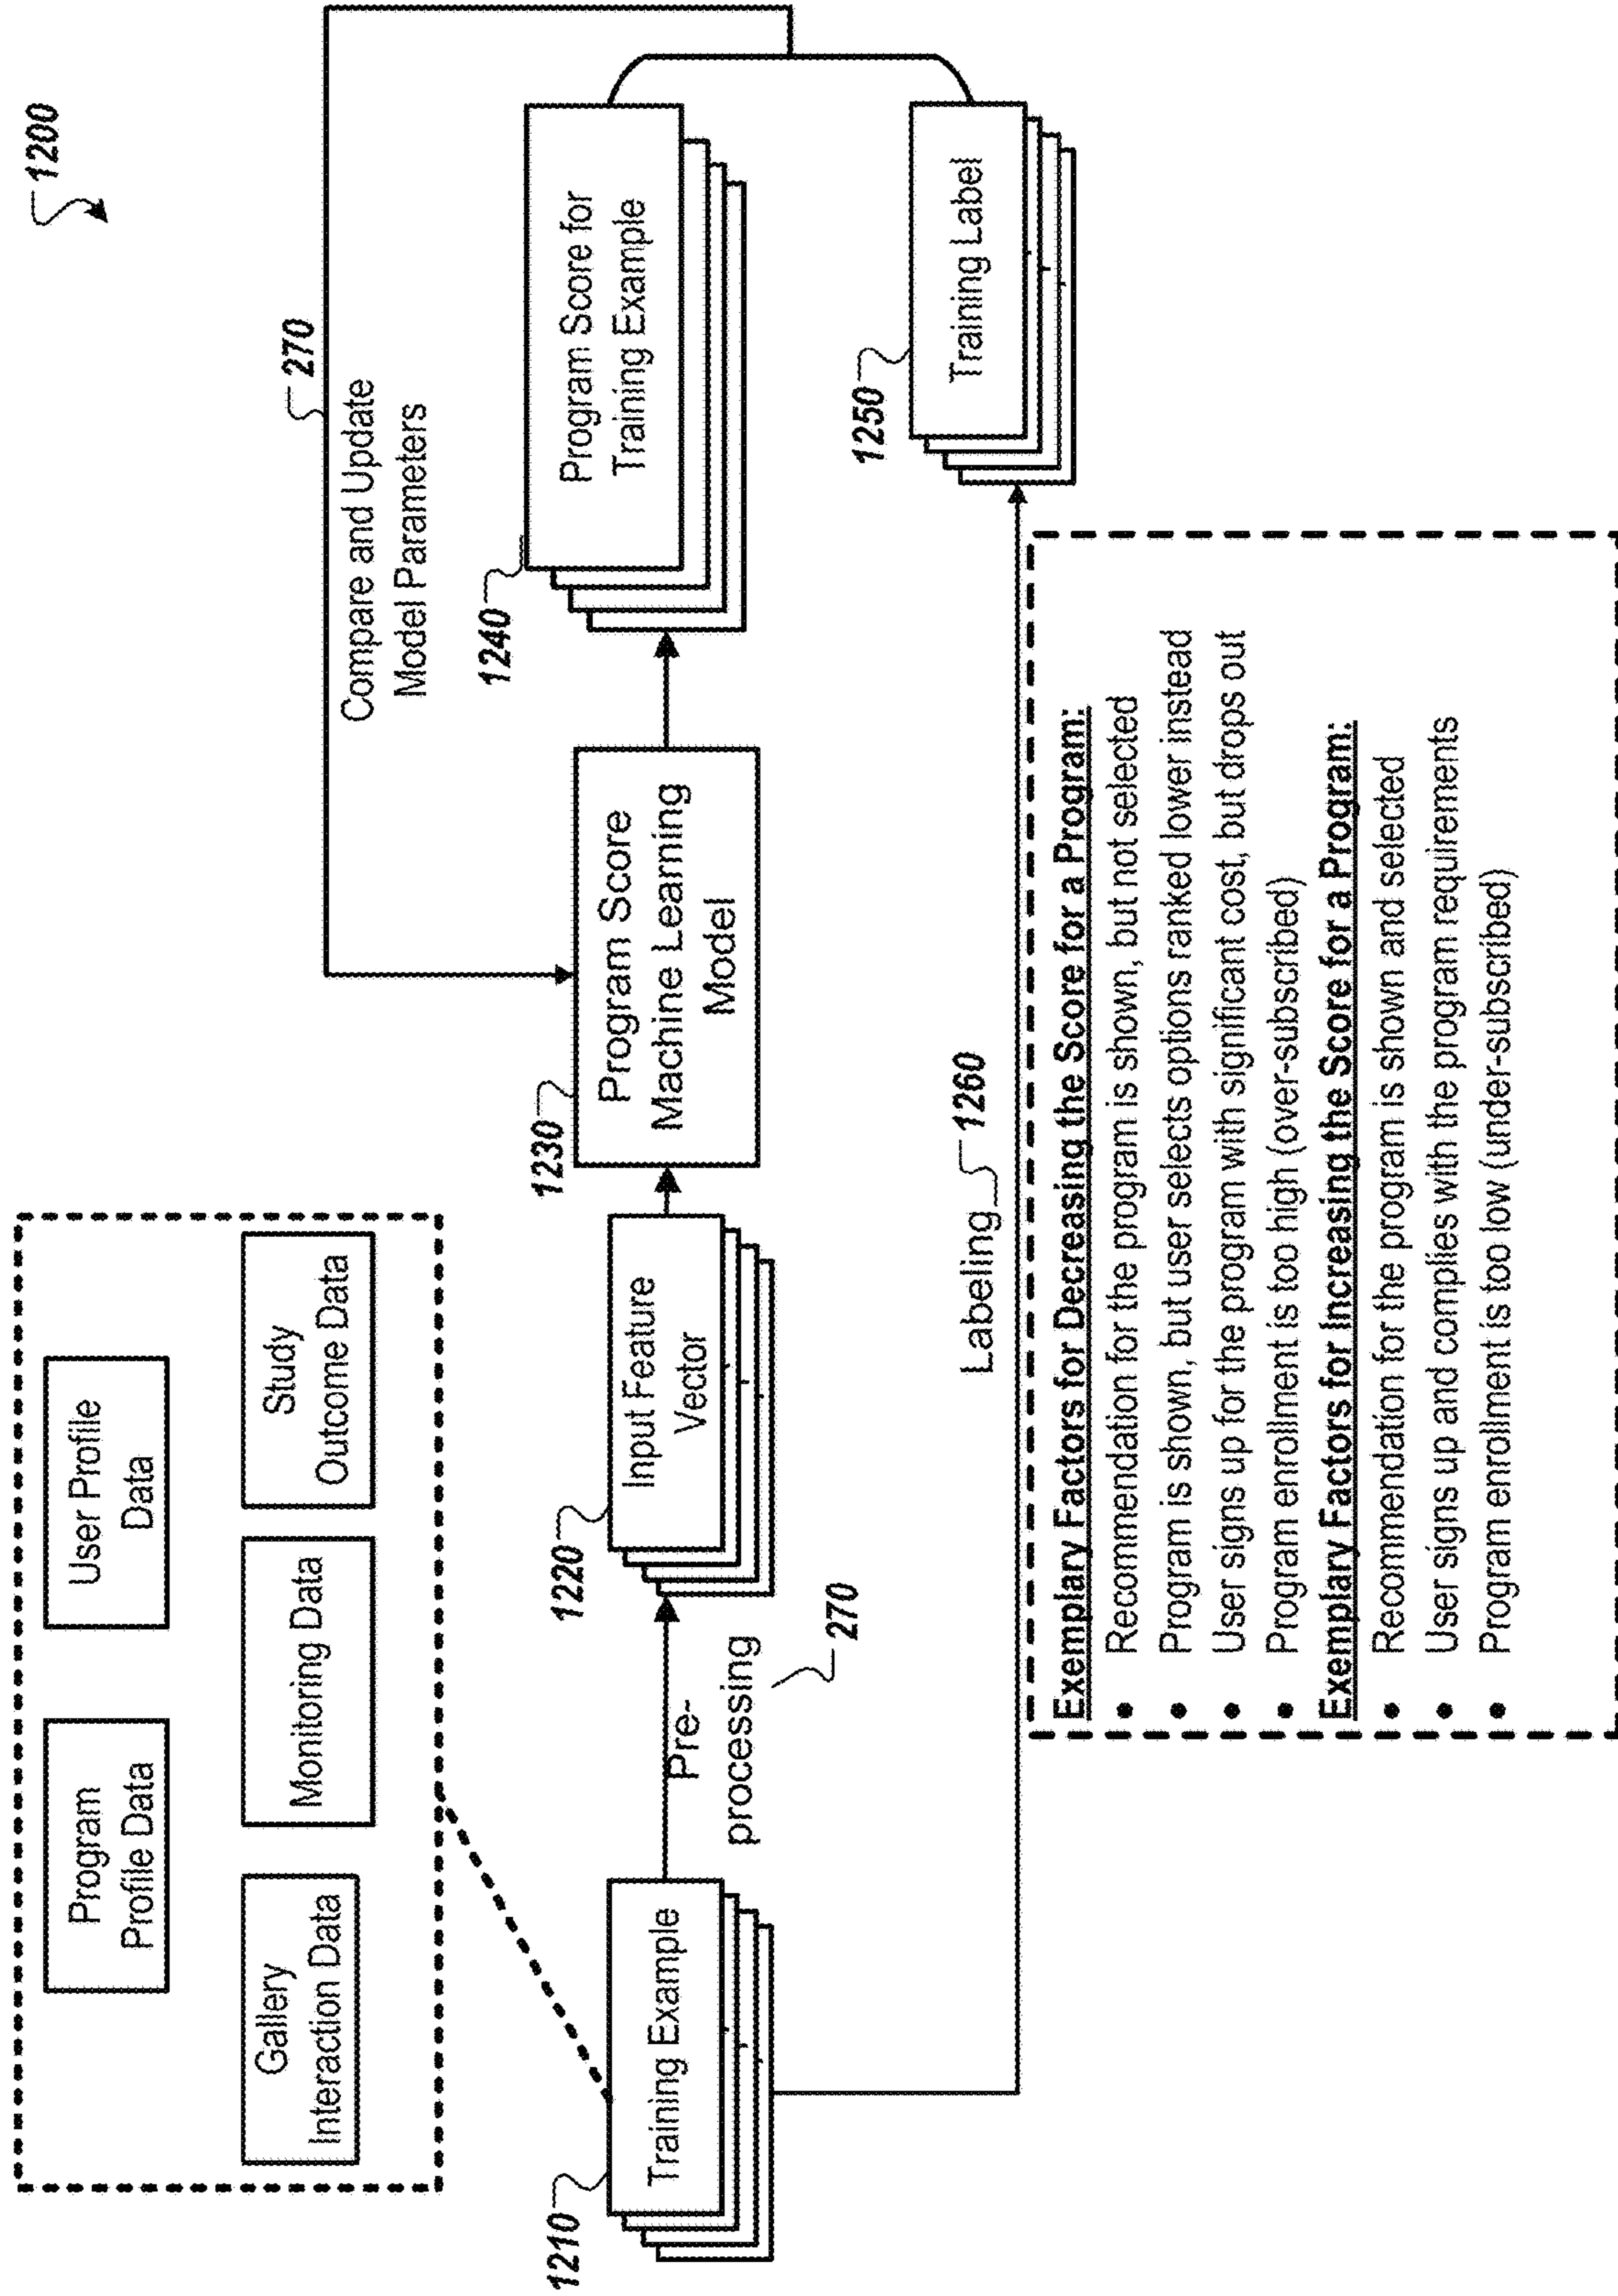 1200
Program
Profile Data
User Profile
Data
Gallery
Interaction Data
Monitoring Data
Study
Outcome Data
270
Compare and Update
Model Parameters
1210
Training Example
Pre-
processing
270
1220
Input Feature
Vector
1230
Program Score
Machine Learning
Model
1240
Program Score for
Training Example
1250
Training Label
Labeling
1260
Exemplary Factors for Decreasing the Score for a Program:
• Recommendation for the program is shown, but not selected
• Program is shown, but user selects options ranked lower instead
• User signs up for the program with significant cost, but drops out
• Program enrollment is too high (over-subscribed)
Exemplary Factors for Increasing the Score for a Program:
• Recommendation for the program is shown and selected
• User signs up and complies with the program requirements
• Program enrollment is too low (under-subscribed)